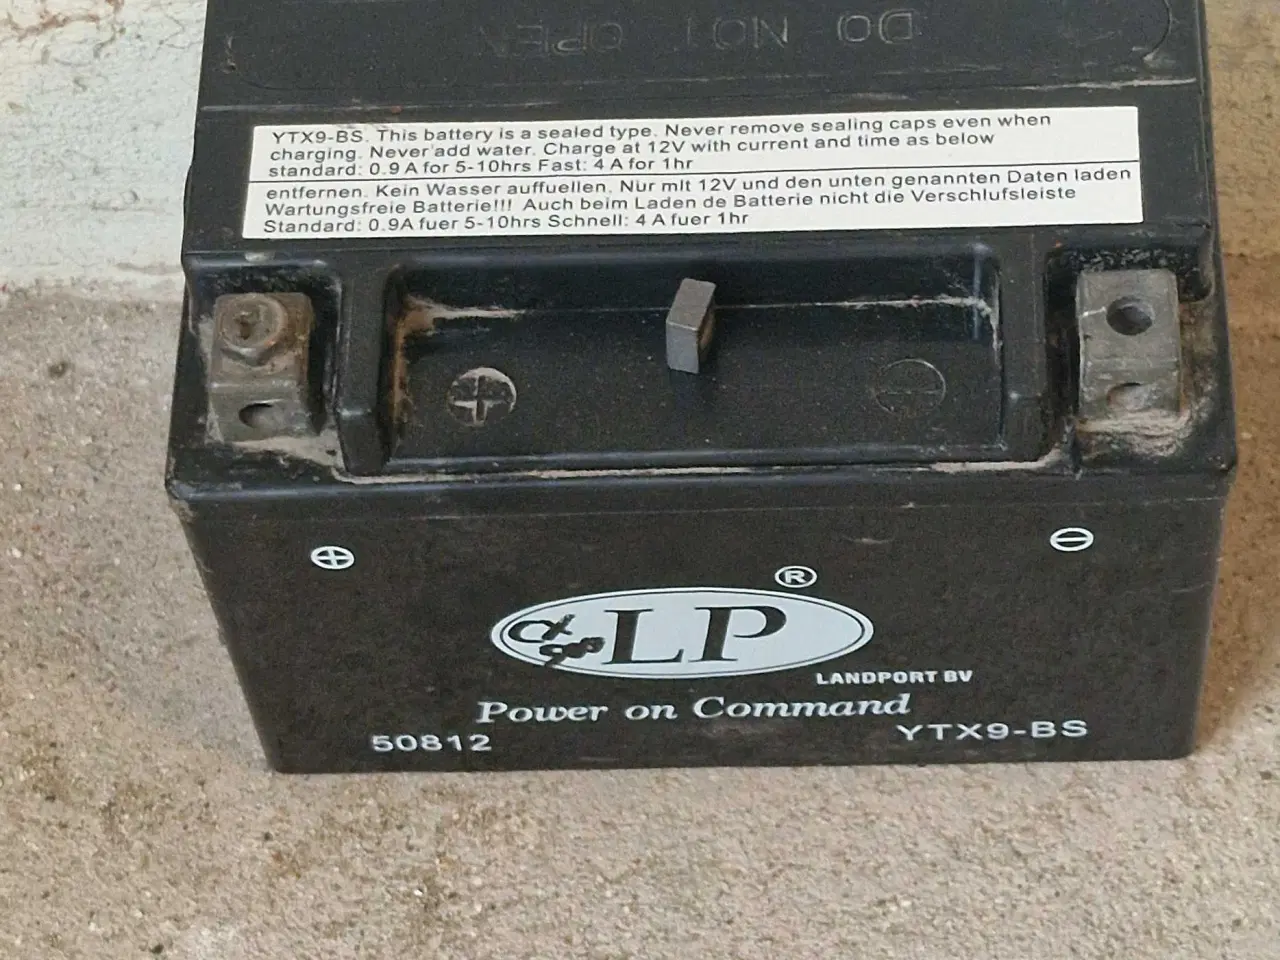 DO NOT OPEN
YTX9-BS. This battery is a sealed type. Never remove sealing caps even when
charging. Never add water. Charge at 12V with current and time as below
standard: 0.9A for 5-10hrs Fast: 4A for 1hr
entfernen. Kein Wasser auffuellen. Nur mit 12V und den unten genannten Daten laden
Wartungsfreie Batterie!!! Auch beim Laden de Batterie nicht die Verschlufsleiste
Standard: 0.9A fuer 5-10hrs Schnell: 4A fuer 1hr
+ −
⊕ ⊖
®
LP
LANDPORT BV
Power on Command
50812 YTX9-BS